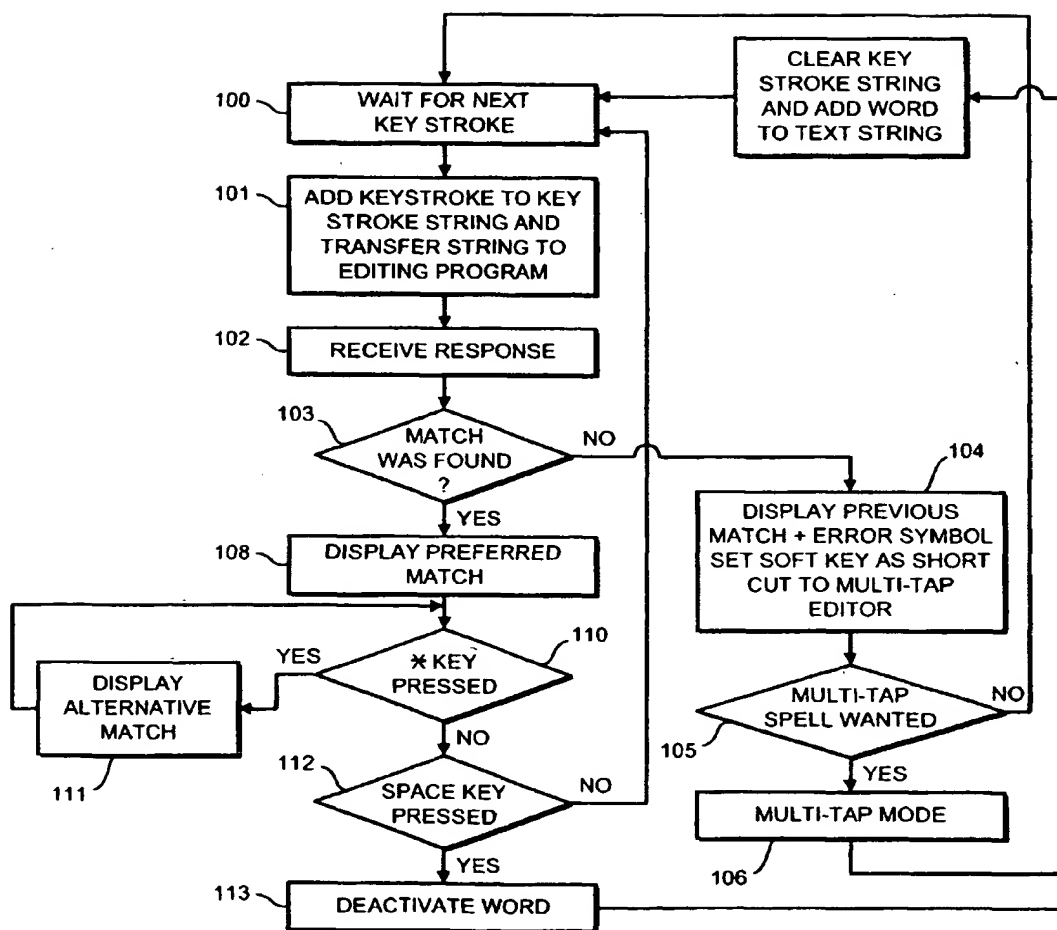 CLEAR KEY
STROKE STRING
AND ADD WORD
TO TEXT STRING
100
WAIT FOR NEXT
KEY STROKE
101
ADD KEYSTROKE TO KEY
STROKE STRING AND
TRANSFER STRING TO
EDITING PROGRAM
102
RECEIVE RESPONSE
103
MATCH
WAS FOUND
?
NO
YES
104
DISPLAY PREVIOUS
MATCH + ERROR SYMBOL
SET SOFT KEY AS SHORT
CUT TO MULTI-TAP
EDITOR
108
DISPLAY PREFERRED
MATCH
110
* KEY
PRESSED
YES
NO
DISPLAY
ALTERNATIVE
MATCH
111
105
MULTI-TAP
SPELL WANTED
NO
YES
112
SPACE KEY
PRESSED
NO
YES
MULTI-TAP MODE
106
113
DEACTIVATE WORD